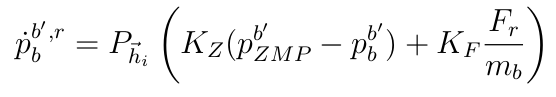 \dot{p}_b^{b',r} = P_{\vec{h}_i} \left( K_Z (p_{ZMP}^{b'} - p_b^{b'}) + K_F \frac{F_r}{m_b} \right)